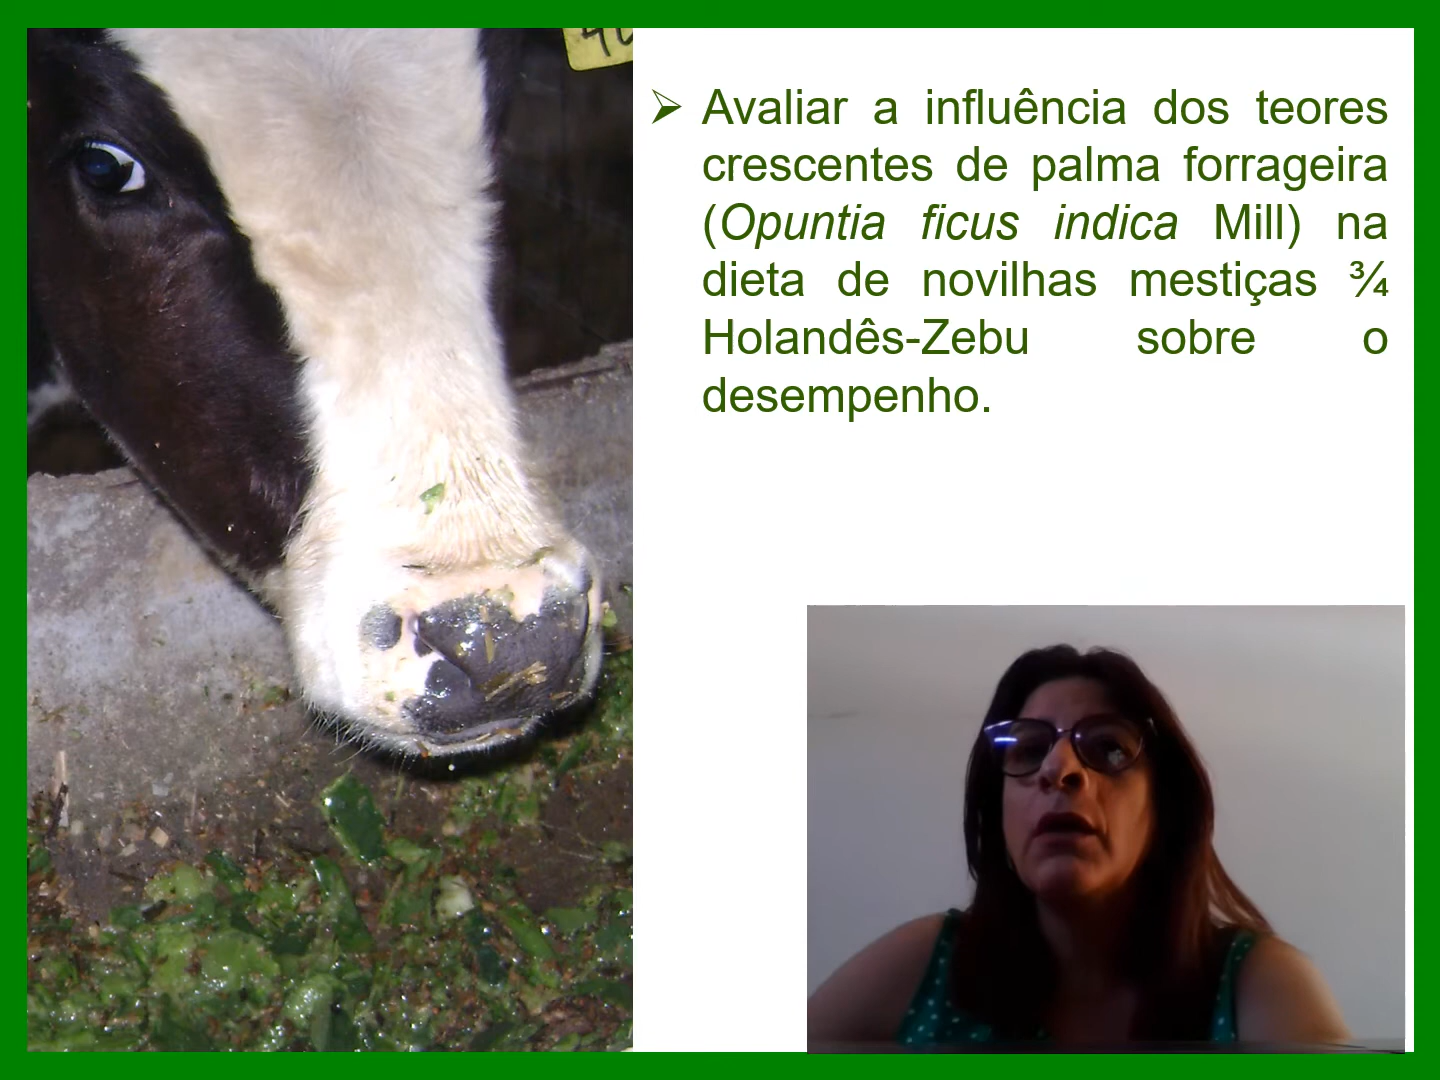 ➢ Avaliar a influência dos teores
crescentes de palma forrageira
(Opuntia ficus indica Mill) na
dieta de novilhas mestiças ¾
Holandês-Zebu sobre o
desempenho.